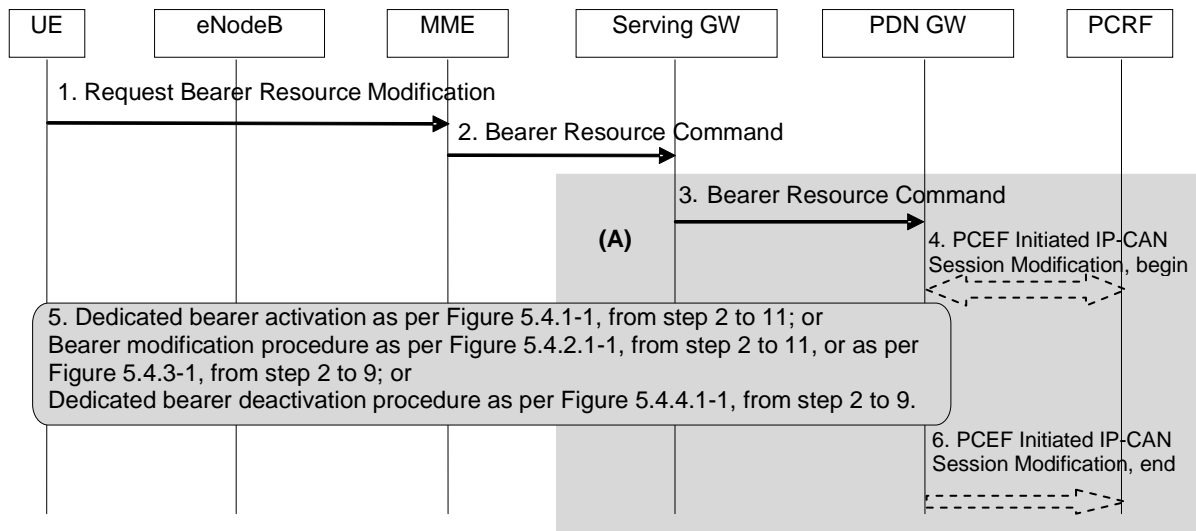 UE
eNodeB
MME
Serving GW
PDN GW
PCRF
1. Request Bearer Resource Modification
2. Bearer Resource Command
3. Bearer Resource Command
(A)
4. PCEF Initiated IP-CAN
Session Modification, begin
5. Dedicated bearer activation as per Figure 5.4.1-1, from step 2 to 11; or
Bearer modification procedure as per Figure 5.4.2.1-1, from step 2 to 11, or as per
Figure 5.4.3-1, from step 2 to 9; or
Dedicated bearer deactivation procedure as per Figure 5.4.4.1-1, from step 2 to 9.
6. PCEF Initiated IP-CAN
Session Modification, end